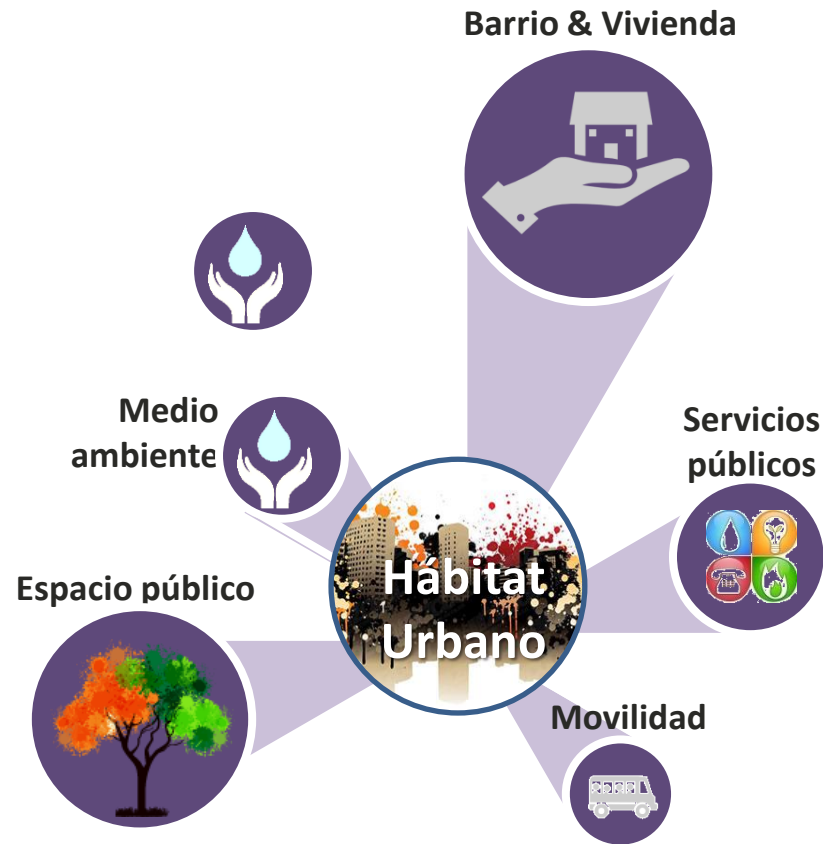 Barrio & Vivienda
Medio
ambiente
Servicios
públicos
Hábitat
Urbano
Espacio público
Movilidad